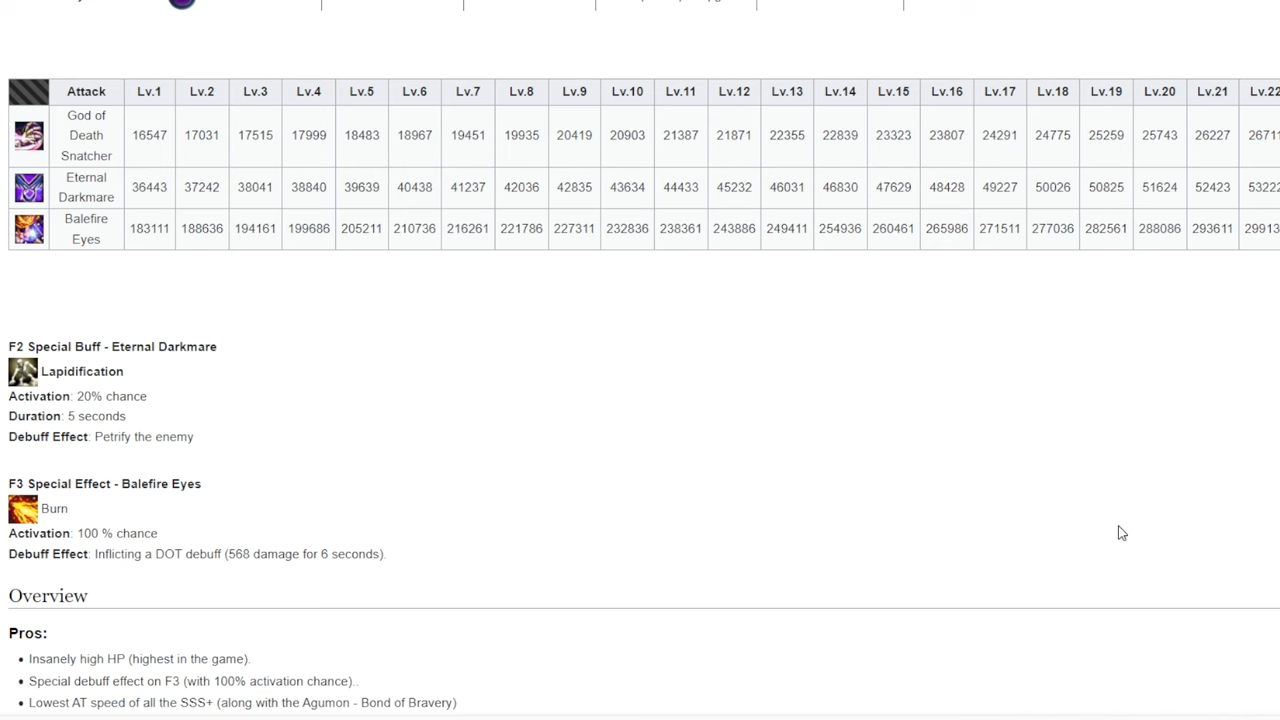 Attack Lv.1 Lv.2 Lv.3 Lv.4 Lv.5 Lv.6 Lv.7 Lv.8 Lv.9 Lv.10 Lv.11 Lv.12 Lv.13 Lv.14 Lv.15 Lv.16 Lv.17 Lv.18 Lv.19 Lv.20 Lv.21 Lv.22
God of
Death
Snatcher
16547 17031 17515 17999 18483 18967 19451 19935 20419 20903 21387 21871 22355 22839 23323 23807 24291 24775 25259 25743 26227 26711
Eternal
Darkmare
36443 37242 38041 38840 39639 40438 41237 42036 42835 43634 44433 45232 46031 46830 47629 48428 49227 50026 50825 51624 52423 53222
Balefire
Eyes
183111 188636 194161 199686 205211 210736 216261 221786 227311 232836 238361 243886 249411 254936 260461 265986 271511 277036 282561 288086 293611 29913
F2 Special Buff - Eternal Darkmare
Lapidification
Activation: 20% chance
Duration: 5 seconds
Debuff Effect: Petrify the enemy
F3 Special Effect - Balefire Eyes
Burn
Activation: 100 % chance
Debuff Effect: Inflicting a DOT debuff (568 damage for 6 seconds).
Overview
Pros:
• Insanely high HP (highest in the game).
• Special debuff effect on F3 (with 100% activation chance)..
• Lowest AT speed of all the SSS+ (along with the Agumon - Bond of Bravery)